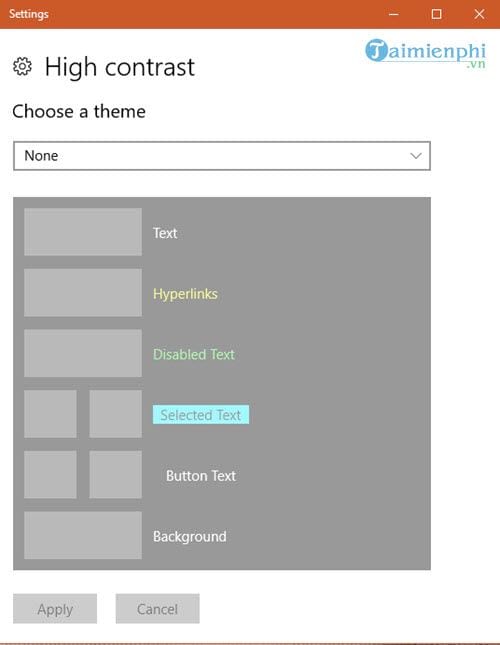 Settings
Taimienphi
.vn
High contrast
Choose a theme
None
Text
Hyperlinks
Disabled Text
Selected Text
Button Text
Background
Apply Cancel